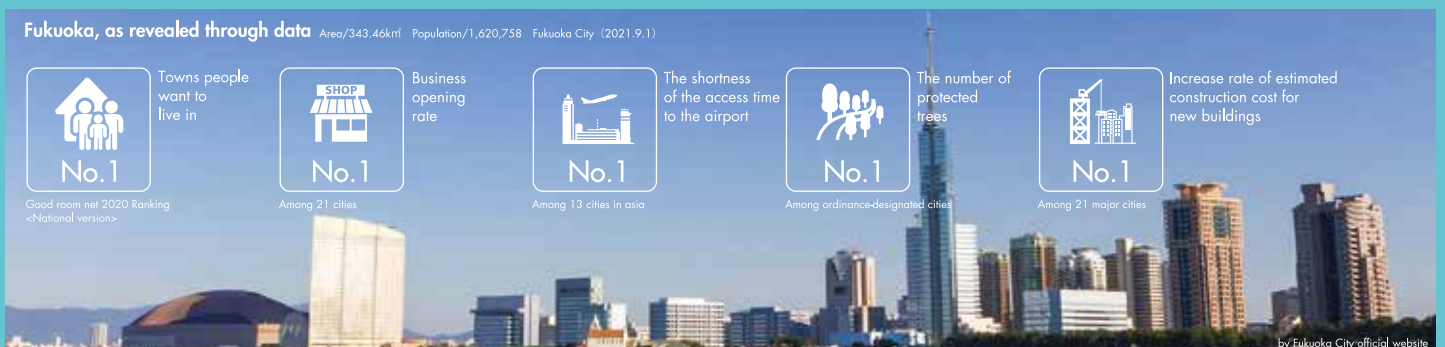 Fukuoka, as revealed through data Area/343.46k㎡ Population/1,620,758 Fukuoka City (2021.9.1)
No.1
Towns people
want to
live in
Good room net 2020 Ranking
<National version>
SHOP
No.1
Business
opening
rate
Among 21 cities
No.1
The shortness
of the access time
to the airport
Among 13 cities in asia
No.1
The number of
protected
trees
Among ordinance-designated cities
No.1
Increase rate of estimated
construction cost for
new buildings
Among 21 major cities
by Fukuoka City official website